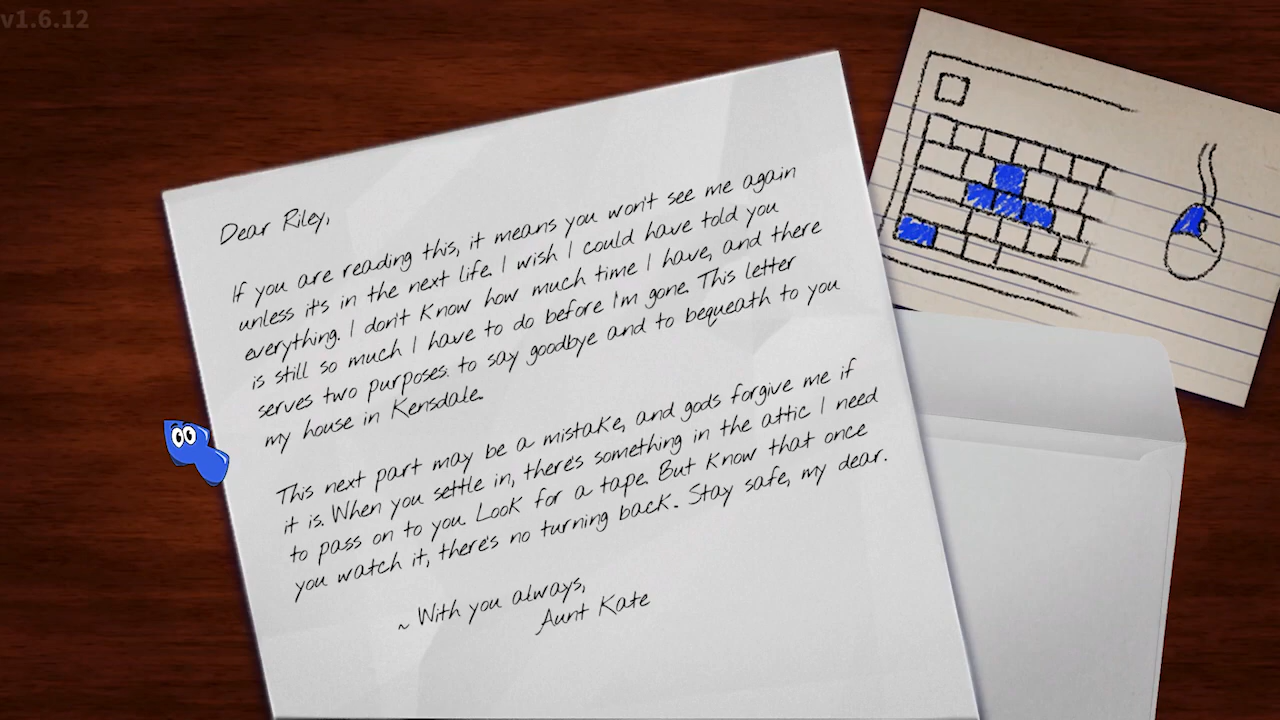 v1.6.12
Dear Riley,
If you are reading this, it means you won't see me again
unless it's in the next life. I wish I could have told you
everything. I don't know how much time I have, and there
is still so much I have to do before I'm gone. This letter
serves two purposes: to say goodbye and to bequeath to you
my house in Kensdale.
This next part may be a mistake, and gods forgive me if
it is. When you settle in, there's something in the attic I need
to pass on to you. Look for a tape. But know that once
you watch it, there's no turning back. Stay safe, my dear.
~ With you always,
Aunt Kate